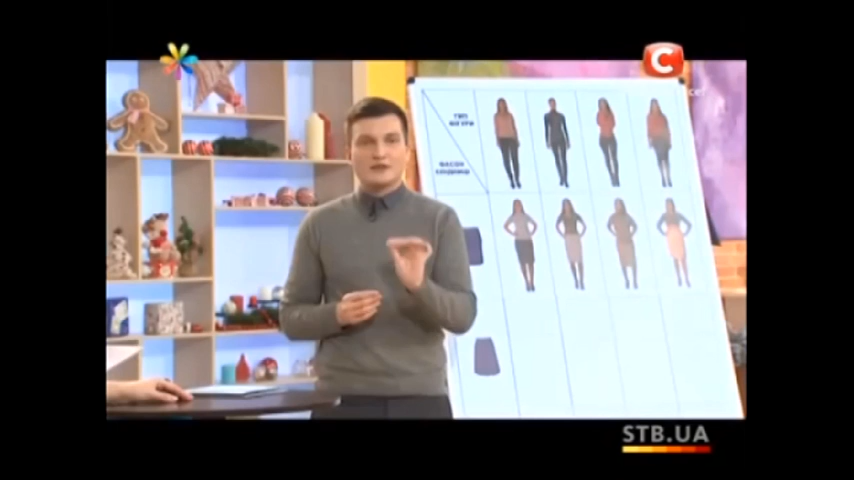 C
ТИП
ФІГУРИ
ФАСОН
СПІДНИЦІ
STB.UA